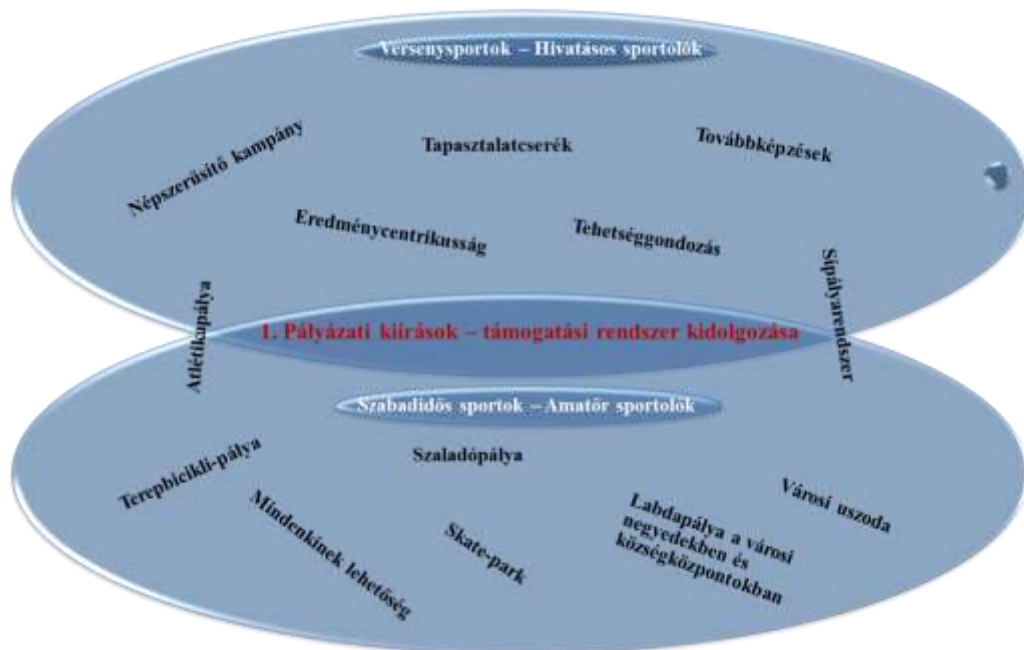 Versenysportok – Hivatásos sportolók
Népszerűsítő kampány
Tapasztalatcserék
Továbbképzések
Eredménycentrikusság
Tehetséggondozás
Atlétikapálya
Sípályarendszer
1. Pályázati kiírások – támogatási rendszer kidolgozása
Szabadidős sportok – Amatőr sportolók
Terepbicikli-pálya
Szaladópálya
Mindenkinek lehetőség
Skate-park
Labdapálya a városi
negyedekben és
községközpontokban
Városi uszoda